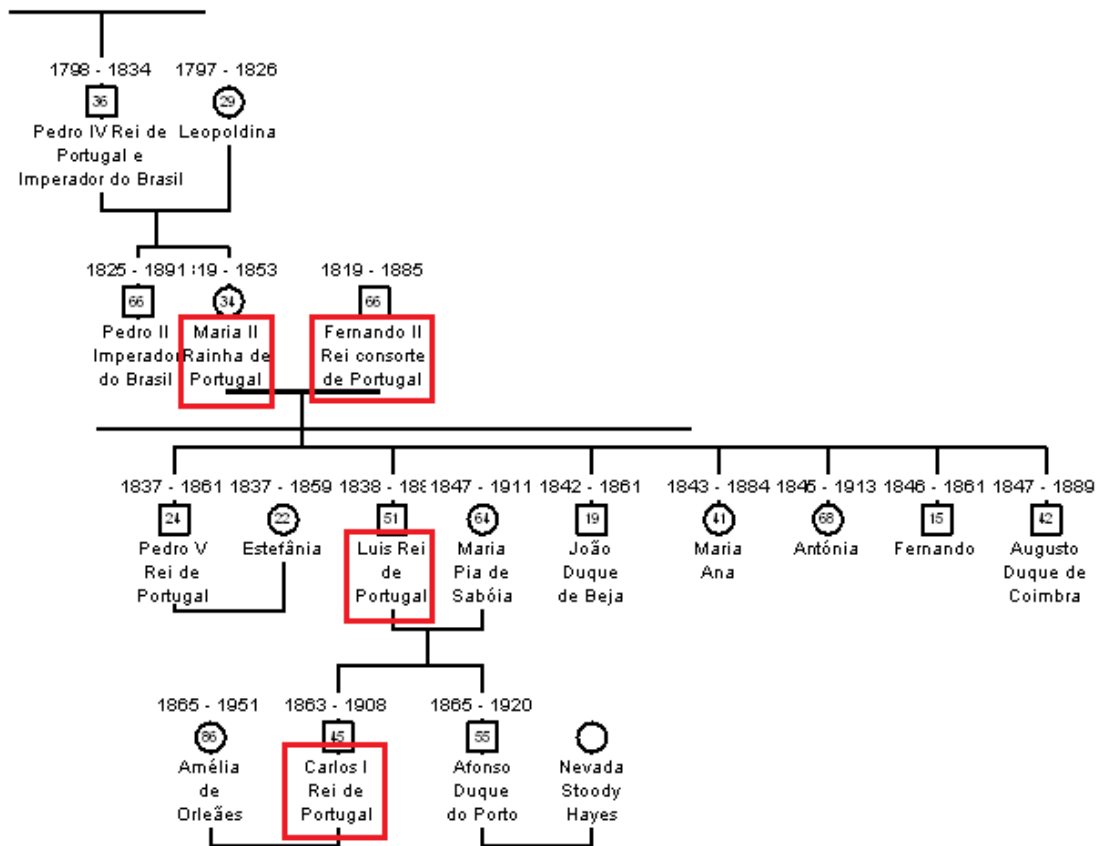 1798 - 1834 1797 - 1826
36 29
Pedro IV Rei de Leopoldina
Portugal e
Imperador do Brasil
1825 - 1891 :19 - 1853 1819 - 1885
66 34 66
Pedro II Maria II Fernando II
Imperador Rainha de Rei consorte
do Brasil Portugal de Portugal
1837 - 1861 1837 - 1859 1838 - 188 1847 - 1911 1842 - 1861 1843 - 1884 1845 - 1913 1846 - 1861 1847 - 1889
24 22 51 64 19 41 68 15 42
Pedro V Estefânia Luis Rei Maria João Maria Antónia Fernando Augusto
Rei de de Pia de Duque Ana Duque de
Portugal Portugal Sabóia de Beja Coimbra
1865 - 1951 1863 - 1908 1865 - 1920
86 45 55
Amélia Carlos I Afonso Nevada
de Rei de Duque Stoody
Orleães Portugal do Porto Hayes